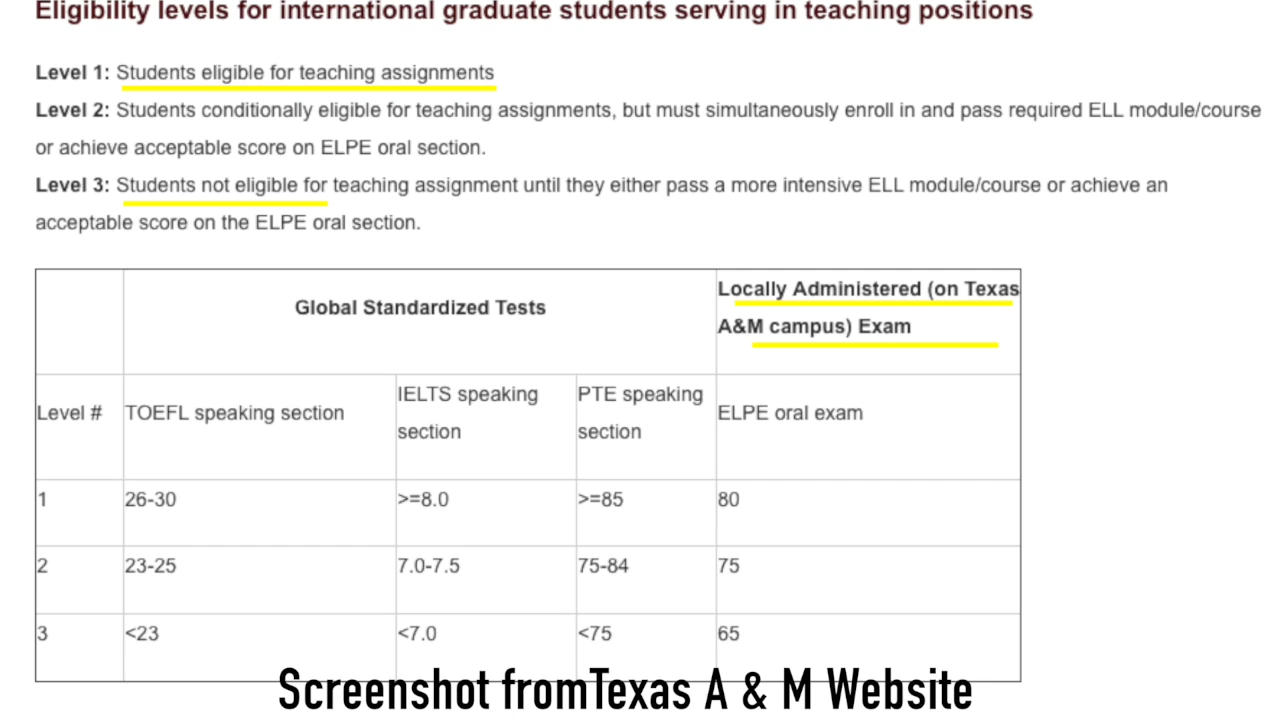 Eligibility levels for international graduate students serving in teaching positions
Level 1: Students eligible for teaching assignments
Level 2: Students conditionally eligible for teaching assignments, but must simultaneously enroll in and pass required ELL module/course
or achieve acceptable score on ELPE oral section.
Level 3: Students not eligible for teaching assignment until they either pass a more intensive ELL module/course or achieve an
acceptable score on the ELPE oral section.
Global Standardized Tests
Locally Administered (on Texas
A&M campus) Exam
Level #
TOEFL speaking section
IELTS speaking
section
PTE speaking
section
ELPE oral exam
1 26-30 >=8.0 >=85 80
2 23-25 7.0-7.5 75-84 75
3 <23 <7.0 <75 65
Screenshot fromTexas A & M Website